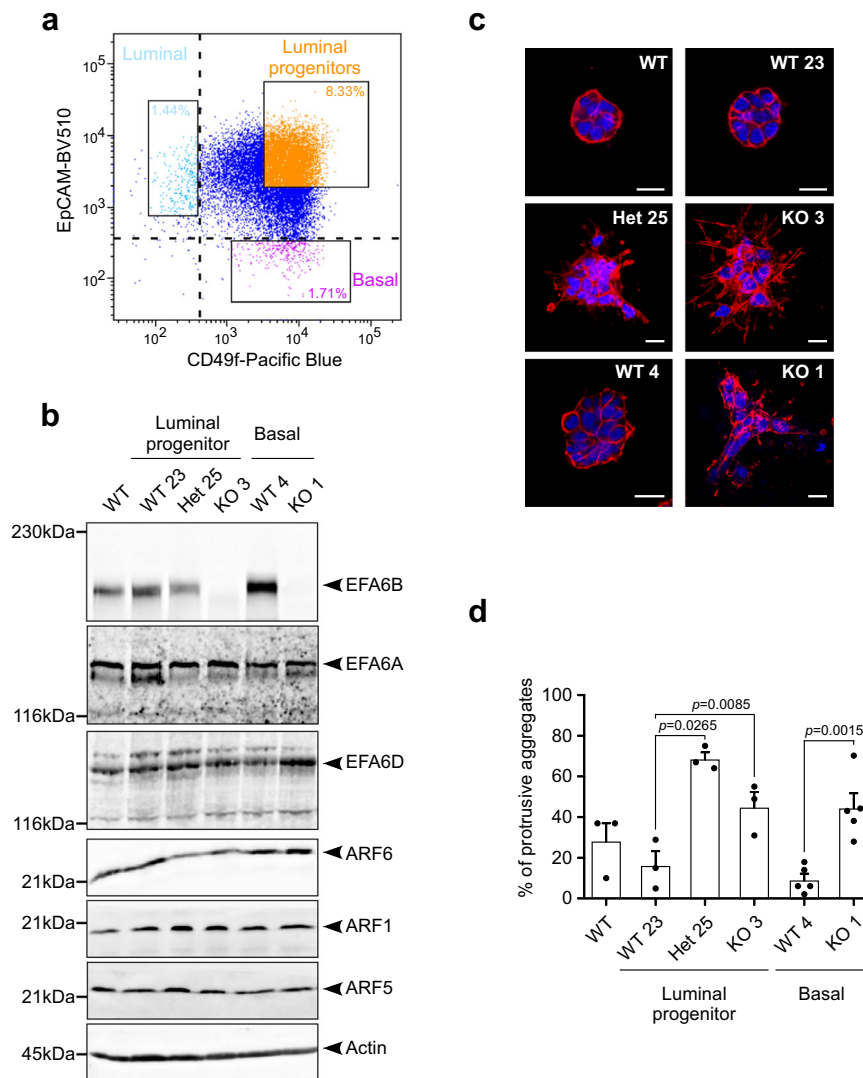 a
Luminal
Luminal progenitors
1.44%
8.33%
Basal
1.71%
10^5
10^4
10^3
10^2
EpCAM-BV510
10^2 10^3 10^4 10^5
CD49f-Pacific Blue
b
Luminal progenitor
Basal
WT WT 23 Het 25 KO 3 WT 4 KO 1
230kDa
EFA6B
EFA6A
116kDa
EFA6D
116kDa
ARF6
21kDa
21kDa
ARF1
ARF5
21kDa
Actin
45kDa
c
WT
WT 23
Het 25
KO 3
WT 4
KO 1
d
% of protrusive aggregates
100
80
60
40
20
0
p=0.0085
p=0.0265
p=0.0015
WT WT 23 Het 25 KO 3 WT 4 KO 1
Luminal progenitor
Basal